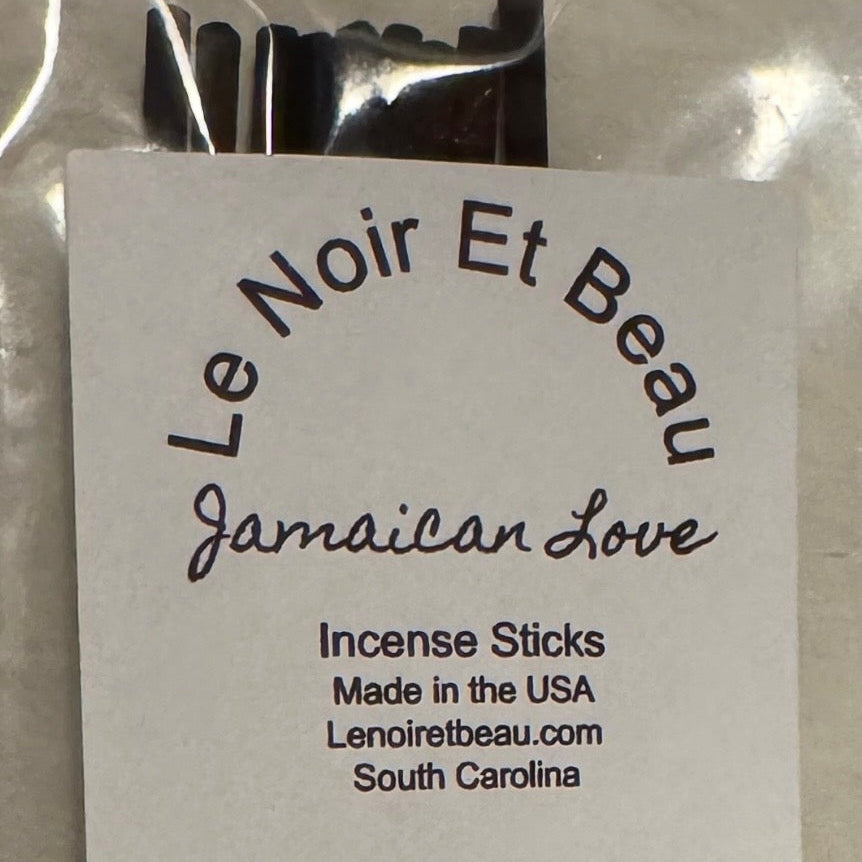 Le Noir Et Beau
Jamaican Love
Incense Sticks
Made in the USA
Lenoiretbeau.com
South Carolina